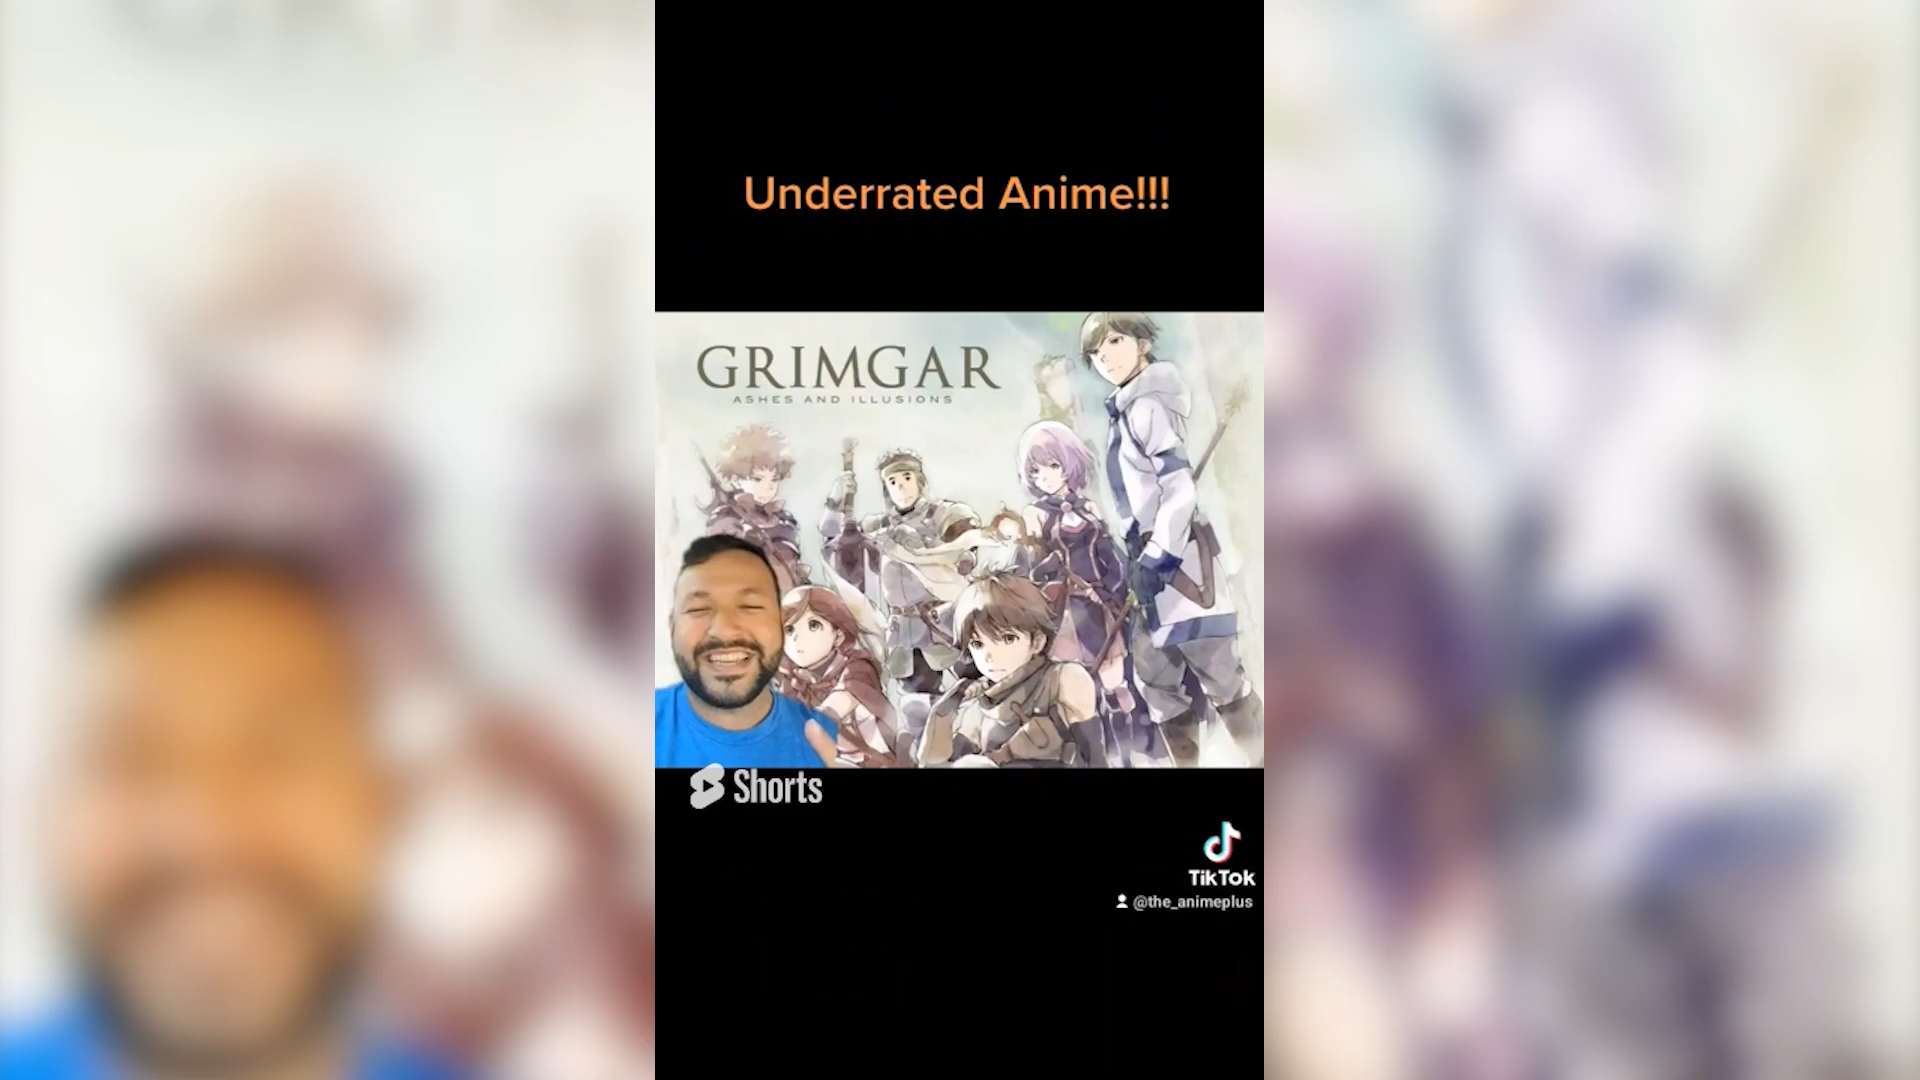 Underrated Anime!!!
GRIMGAR
ASHES AND ILLUSIONS
Shorts
TikTok
@the_animeplus